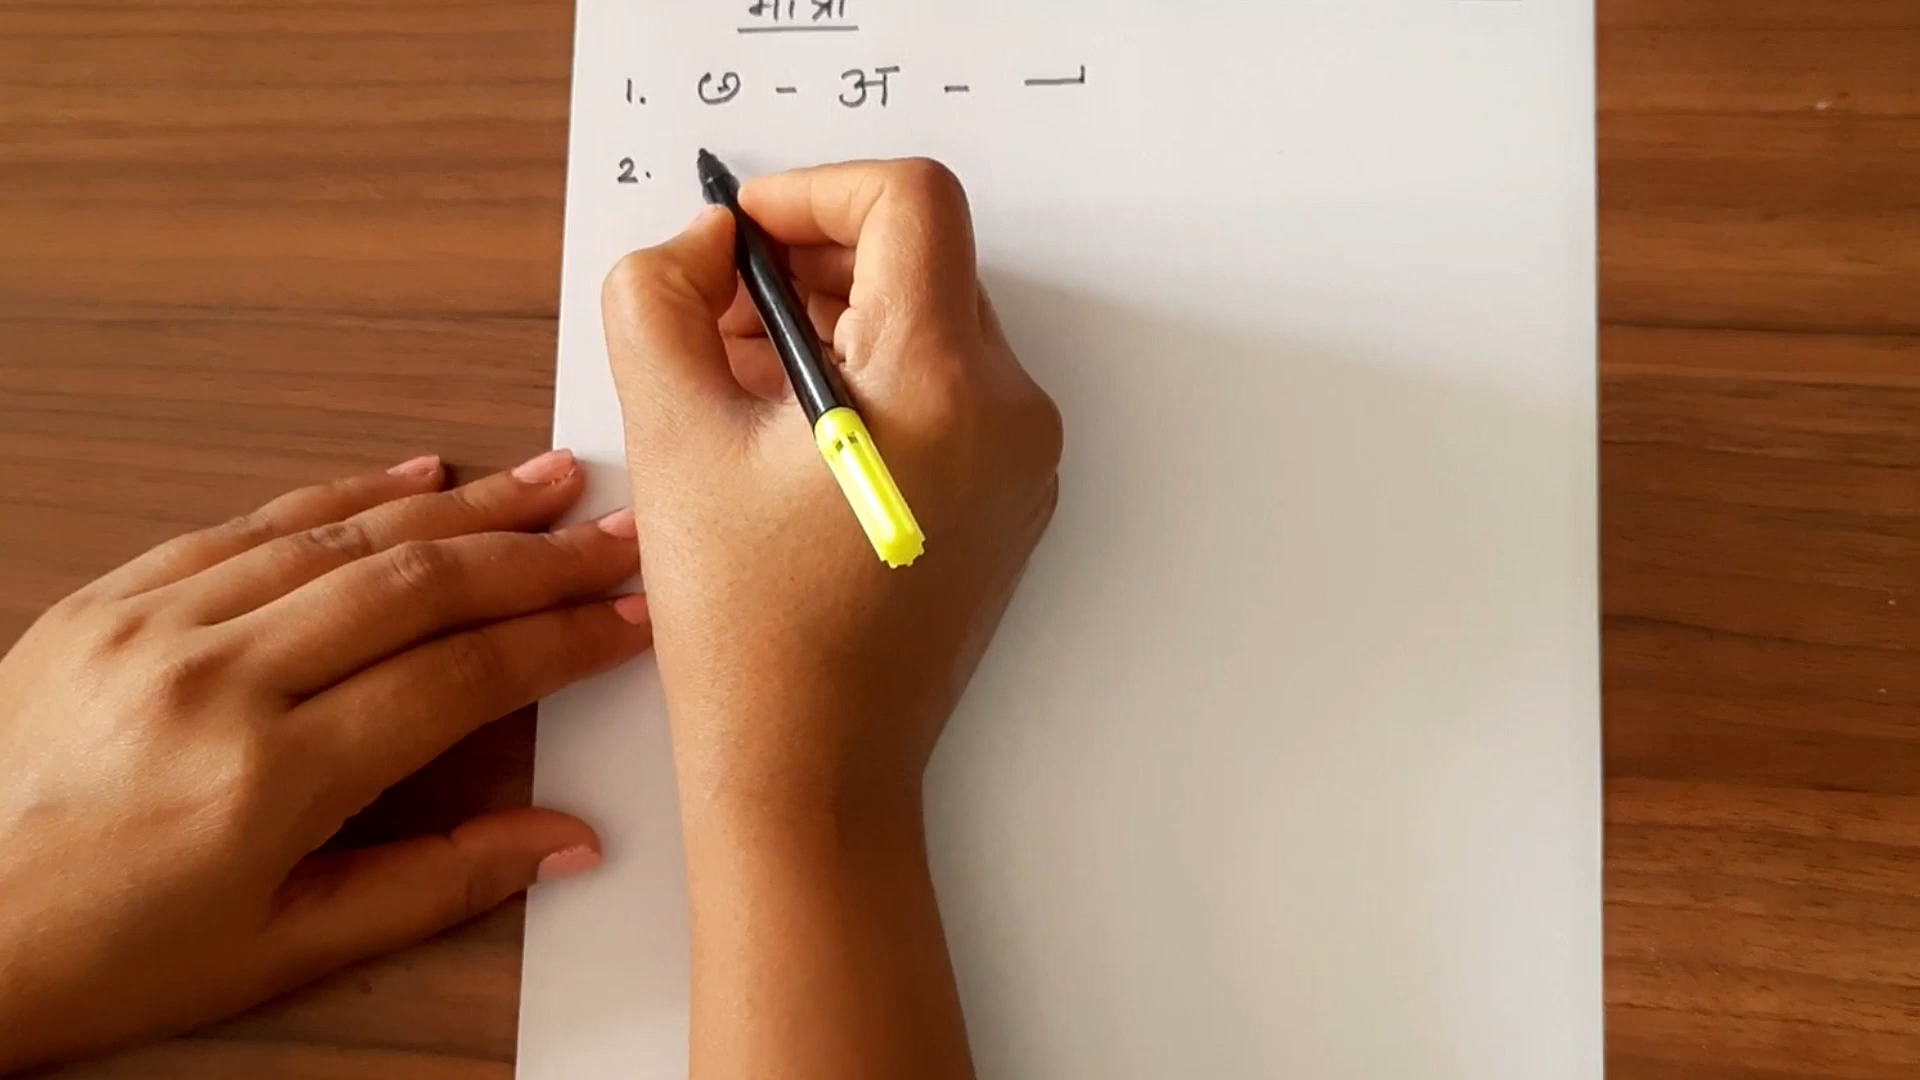 मात्रा
1. అ - अ -
2.